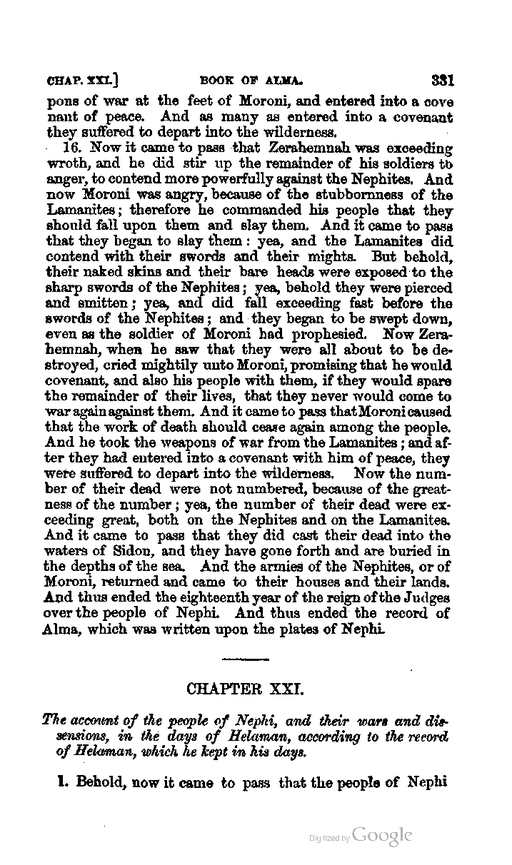 CHAP. XXI.] BOOK OF ALMA. 331
pons of war at the feet of Moroni, and entered into a cove
nant of peace. And as many as entered into a covenant
they suffered to depart into the wilderness.
16. Now it came to pass that Zerahemnah was exceeding
wroth, and he did stir up the remainder of his soldiers to
anger, to contend more powerfully against the Nephites. And
now Moroni was angry, because of the stubbornness of the
Lamanites; therefore he commanded his people that they
should fall upon them and slay them. And it came to pass
that they began to slay them: yea, and the Lamanites did
contend with their swords and their mights. But behold,
their naked skins and their bare heads were exposed to the
sharp swords of the Nephites; yea, behold they were pierced
and smitten; yea, and did fall exceeding fast before the
swords of the Nephites; and they began to be swept down,
even as the soldier of Moroni had prophesied. Now Zera-
hemnah, when he saw that they were all about to be de-
stroyed, cried mightily unto Moroni, promising that he would
covenant, and also his people with them, if they would spare
the remainder of their lives, that they never would come to
war again against them. And it came to pass that Moroni caused
that the work of death should cease again among the people.
And he took the weapons of war from the Lamanites; and af-
ter they had entered into a covenant with him of peace, they
were suffered to depart into the wilderness. Now the num-
ber of their dead were not numbered, because of the great-
ness of the number; yea, the number of their dead were ex-
ceeding great, both on the Nephites and on the Lamanites.
And it came to pass that they did cast their dead into the
waters of Sidon, and they have gone forth and are buried in
the depths of the sea. And the armies of the Nephites, or of
Moroni, returned and came to their houses and their lands.
And thus ended the eighteenth year of the reign of the Judges
over the people of Nephi. And thus ended the record of
Alma, which was written upon the plates of Nephi.
CHAPTER XXI.
The account of the people of Nephi, and their wars and dis-
sensions, in the days of Helaman, according to the record
of Helaman, which he kept in his days.
1. Behold, now it came to pass that the people of Nephi
Digitized by Google